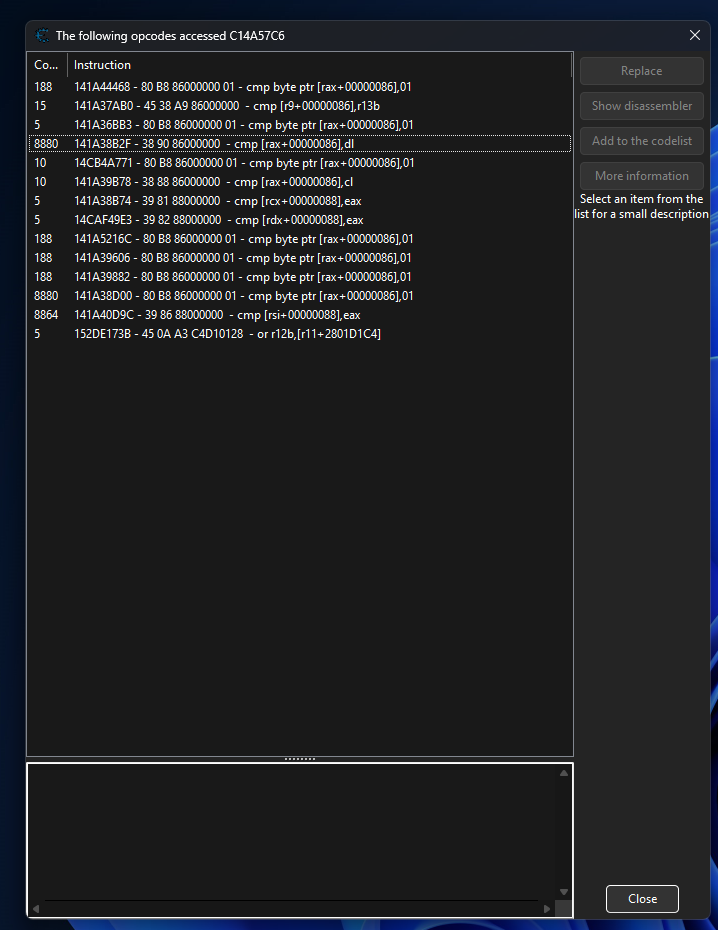 The following opcodes accessed C14A57C6
Co... Instruction
188 141A44468 - 80 B8 86000000 01 - cmp byte ptr [rax+00000086],01
15 141A37AB0 - 45 38 A9 86000000 - cmp [r9+00000086],r13b
5 141A36BB3 - 80 B8 86000000 01 - cmp byte ptr [rax+00000086],01
8880 141A38B2F - 38 90 86000000 - cmp [rax+00000086],dl
10 14CB4A771 - 80 B8 86000000 01 - cmp byte ptr [rax+00000086],01
10 141A39B78 - 38 88 86000000 - cmp [rax+00000086],cl
5 141A38B74 - 39 81 88000000 - cmp [rcx+00000088],eax
5 14CAF49E3 - 39 82 88000000 - cmp [rdx+00000088],eax
188 141A5216C - 80 B8 86000000 01 - cmp byte ptr [rax+00000086],01
188 141A39606 - 80 B8 86000000 01 - cmp byte ptr [rax+00000086],01
188 141A39882 - 80 B8 86000000 01 - cmp byte ptr [rax+00000086],01
8880 141A38D00 - 80 B8 86000000 01 - cmp byte ptr [rax+00000086],01
8864 141A40D9C - 39 86 88000000 - cmp [rsi+00000088],eax
5 152DE173B - 45 0A A3 C4D10128 - or r12b,[r11+2801D1C4]
Replace
Show disassembler
Add to the codelist
More information
Select an item from the
list for a small description
Close